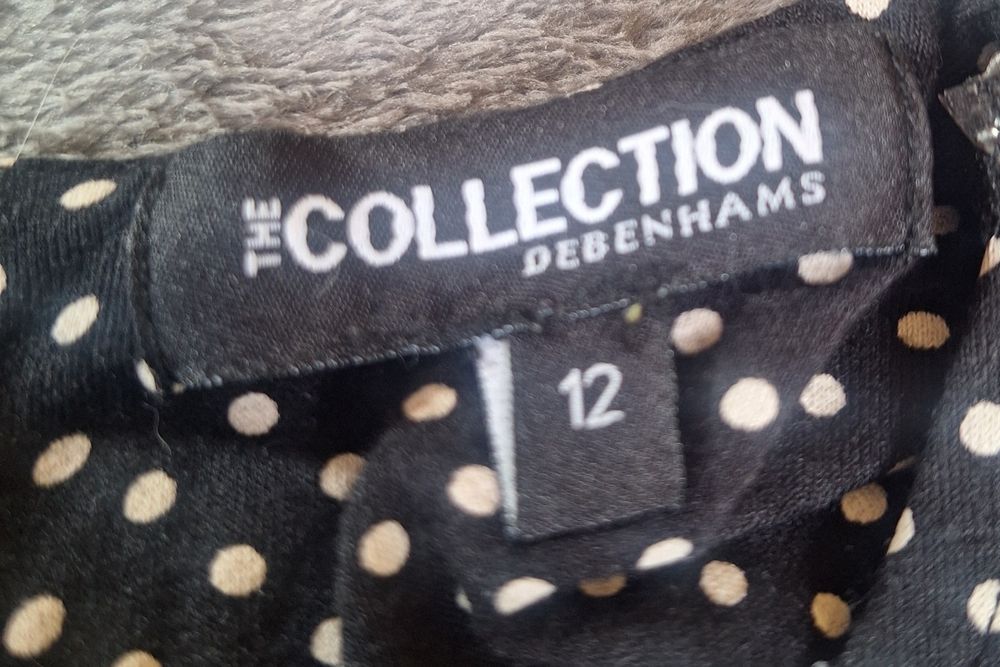 THE COLLECTION
DEBENHAMS
12